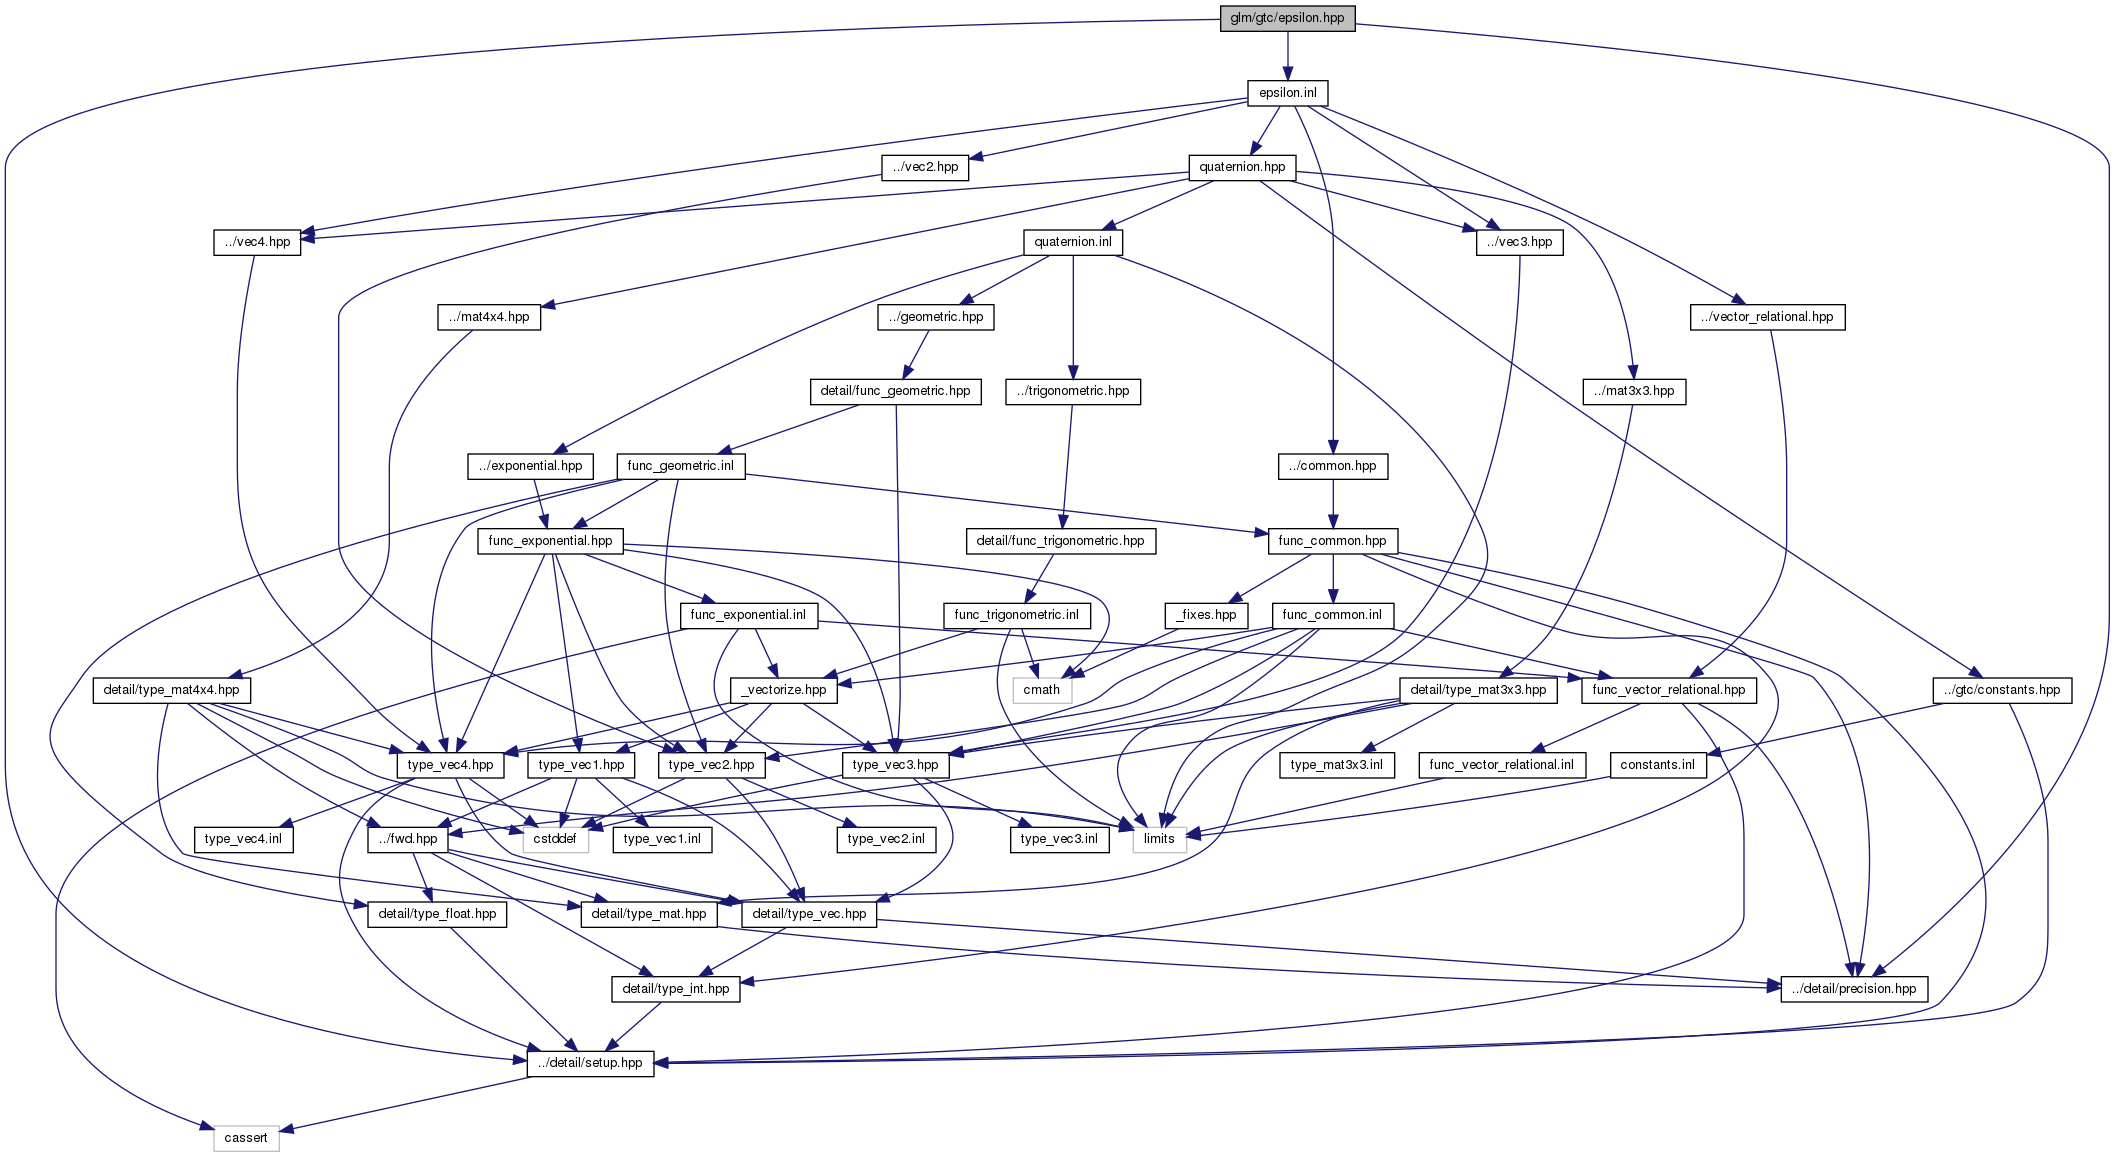 glm/gtc/epsilon.hpp
epsilon.inl
../vec2.hpp
quaternion.hpp
../vec4.hpp
quaternion.inl
../vec3.hpp
../mat4x4.hpp
../geometric.hpp
../vector_relational.hpp
detail/func_geometric.hpp
../trigonometric.hpp
../mat3x3.hpp
../exponential.hpp
func_geometric.inl
../common.hpp
func_exponential.hpp
detail/func_trigonometric.hpp
func_common.hpp
func_exponential.inl
func_trigonometric.inl
_fixes.hpp
func_common.inl
detail/type_mat4x4.hpp
_vectorize.hpp
cmath
detail/type_mat3x3.hpp
func_vector_relational.hpp
../gtc/constants.hpp
type_vec4.hpp
type_vec1.hpp
type_vec2.hpp
type_vec3.hpp
type_mat3x3.inl
func_vector_relational.inl
constants.inl
type_vec4.inl
../fwd.hpp
cstddef
type_vec1.inl
type_vec2.inl
type_vec3.inl
limits
detail/type_float.hpp
detail/type_mat.hpp
detail/type_vec.hpp
detail/type_int.hpp
../detail/precision.hpp
../detail/setup.hpp
cassert